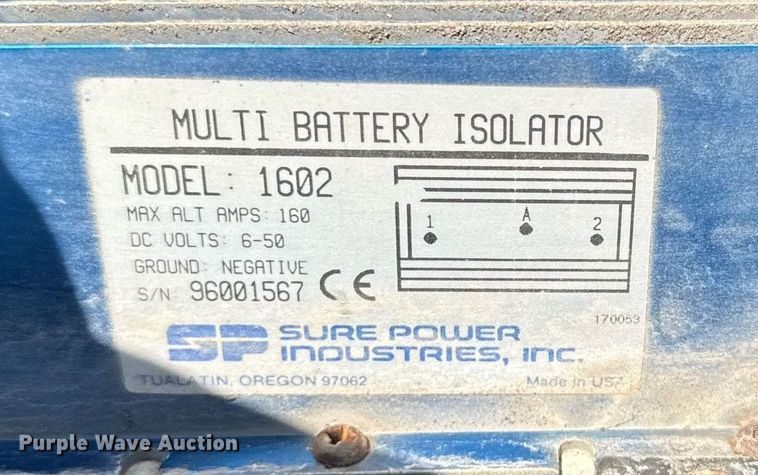 MULTI BATTERY ISOLATOR
MODEL: 1602
MAX ALT AMPS: 160
DC VOLTS: 6-50
GROUND: NEGATIVE
S/N: 96001567 CE
1 A 2
170053
SP SURE POWER
INDUSTRIES, INC.
TUALATIN, OREGON 97062 Made in USA
Purple Wave Auction